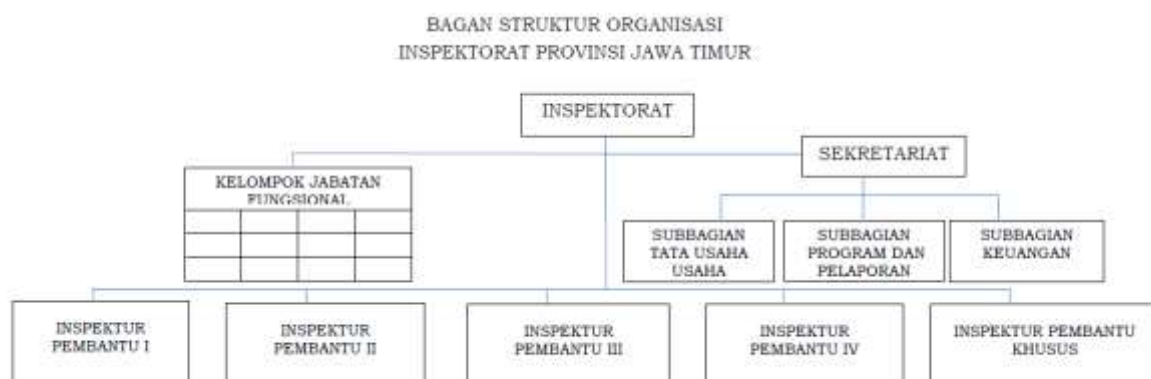 BAGAN STRUKTUR ORGANISASI
INSPEKTORAT PROVINSI JAWA TIMUR
INSPEKTORAT
SEKRETARIAT
KELOMPOK JABATAN
FUNGSIONAL
SUBBAGIAN
TATA USAHA
USAHA
SUBBAGIAN
PROGRAM DAN
PELAPORAN
SUBBAGIAN
KEUANGAN
INSPEKTUR
PEMBANTU I
INSPEKTUR
PEMBANTU II
INSPEKTUR
PEMBANTU III
INSPEKTUR
PEMBANTU IV
INSPEKTUR PEMBANTU
KHUSUS